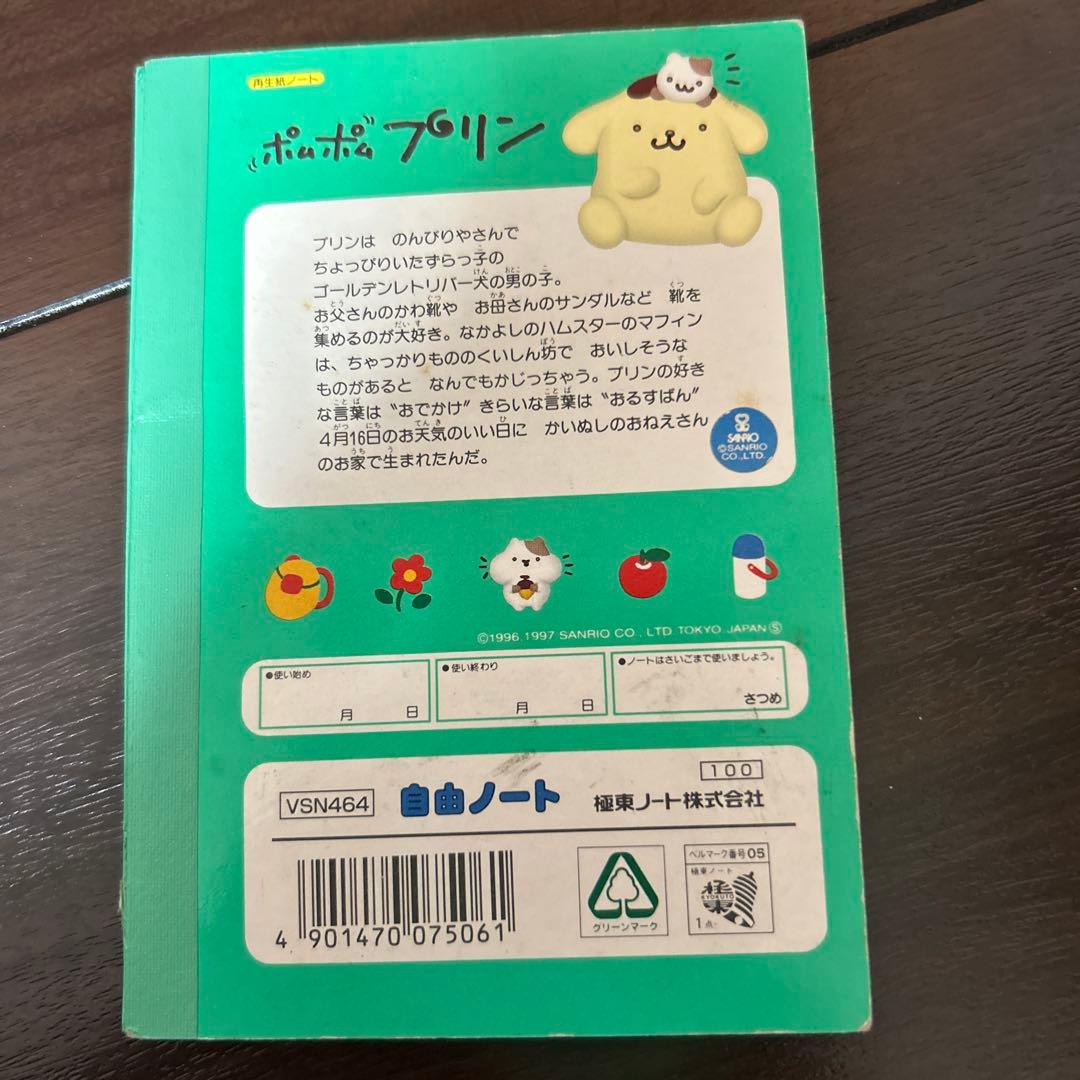 再生紙ノート
ポムポムプリン
プリンは のんびりやさんで
ちょっぴりいたずらっ子の
ゴールデンレトリバー犬の男の子。
お父さんのかわ靴や お母さんのサンダルなど 靴を
集めるのが大好き。なかよしのハムスターのマフィン
は、ちゃっかりもののくいしん坊で おいしそうな
ものがあると なんでもかじっちゃう。プリンの好き
な言葉は“おでかけ” きらいな言葉は“おるすばん”
4月16日のお天気のいい日に かいぬしのおねえさん
のお家で生まれたんだ。
SANRIO
©SANRIO
CO.,LTD.
©1996,1997 SANRIO CO., LTD TOKYO, JAPAN Ⓢ
●使い始め
月 日
●使い終わり
月 日
●ノートはさいごまで使いましょう。
さつめ
100
VSN464 自由ノート 極東ノート株式会社
4 901470 075061
グリーンマーク
ベルマーク番号05
極東ノート
極東
KYOKUTO
1点